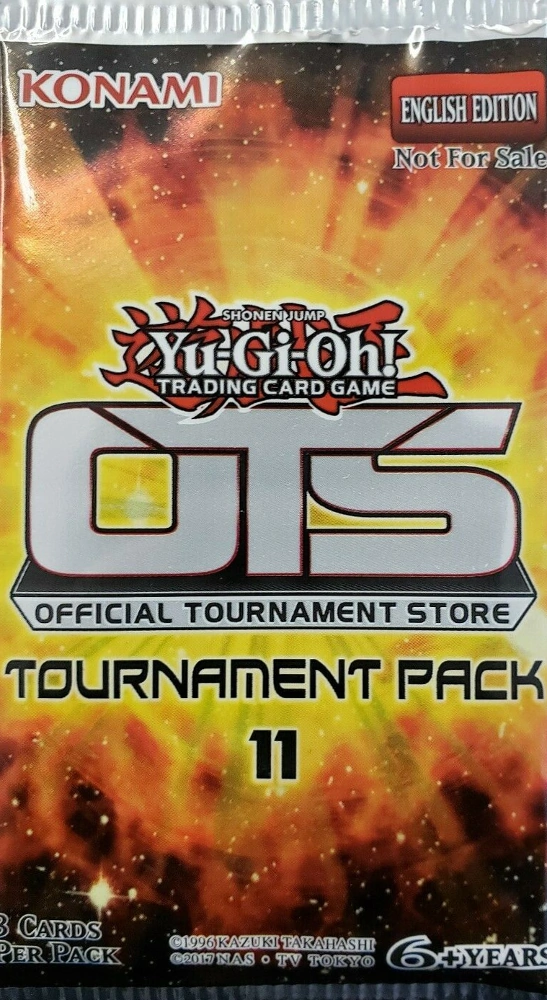 KONAMI
ENGLISH EDITION
Not For Sale
SHONEN JUMP
Yu-Gi-Oh!
TRADING CARD GAME
OTS
OFFICIAL TOURNAMENT STORE
TOURNAMENT PACK
11
3 CARDS
PER PACK
©1996 KAZUKI TAKAHASHI
©2017 NAS • TV TOKYO
6+YEARS